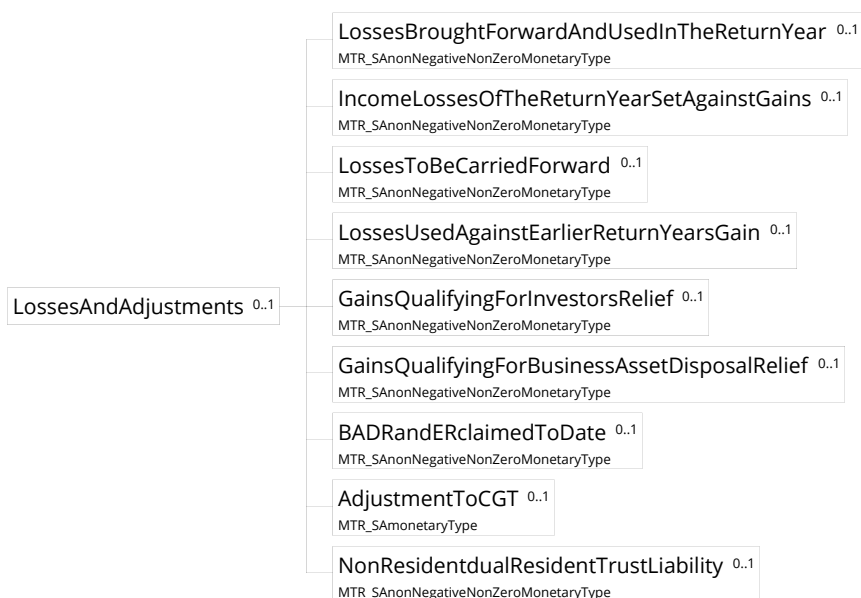 LossesBroughtForwardAndUsedInTheReturnYear 0..1
MTR_SAnonNegativeNonZeroMonetaryType
IncomeLossesOfTheReturnYearSetAgainstGains 0..1
MTR_SAnonNegativeNonZeroMonetaryType
LossesToBeCarriedForward 0..1
MTR_SAnonNegativeNonZeroMonetaryType
LossesUsedAgainstEarlierReturnYearsGain 0..1
MTR_SAnonNegativeNonZeroMonetaryType
LossesAndAdjustments 0..1
GainsQualifyingForInvestorsRelief 0..1
MTR_SAnonNegativeNonZeroMonetaryType
GainsQualifyingForBusinessAssetDisposalRelief 0..1
MTR_SAnonNegativeNonZeroMonetaryType
BADRandERclaimedToDate 0..1
MTR_SAnonNegativeNonZeroMonetaryType
AdjustmentToCGT 0..1
MTR_SAmonetaryType
NonResidentdualResidentTrustLiability 0..1
MTR_SAnonNegativeNonZeroMonetaryType